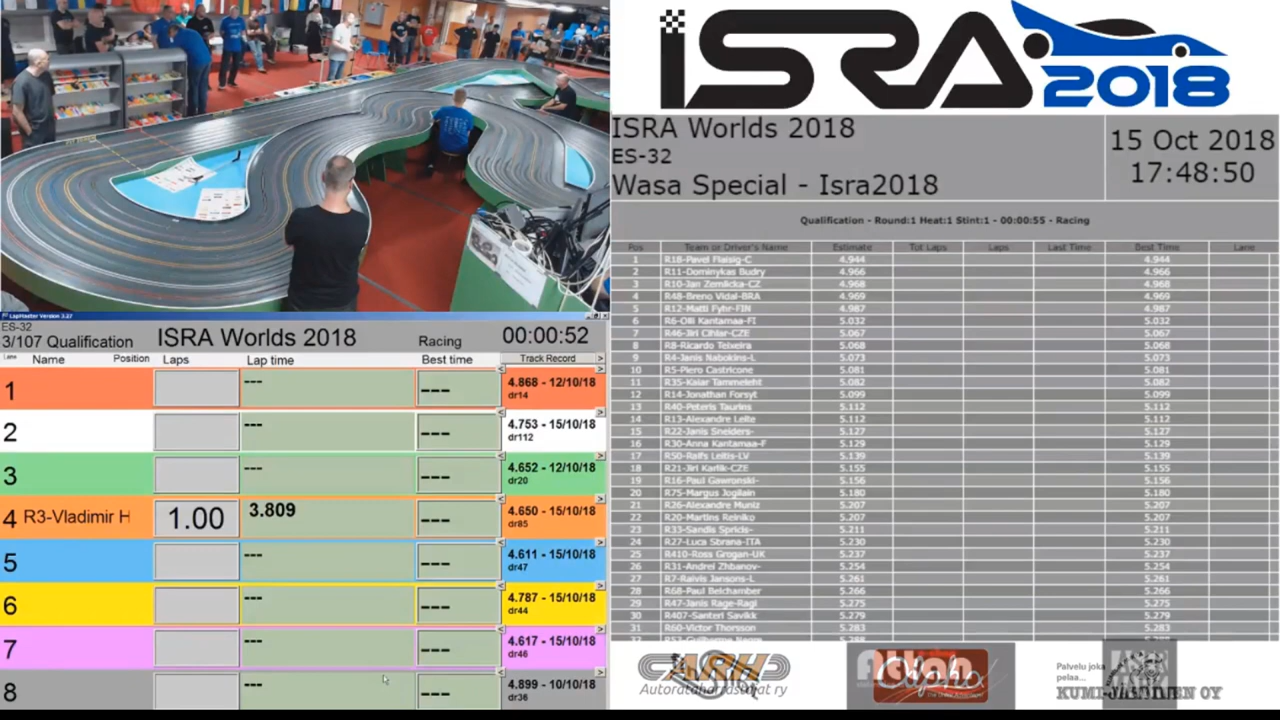 ISRA 2018
ISRA Worlds 2018
ES-32
Wasa Special - Isra2018
15 Oct 2018
17:48:50
Qualification - Round:1 Heat:1 Stint:1 - 00:00:55 - Racing
Pos Team or Driver's Name Estimate Tot Laps Laps Last Time Best Time Lane
1 R18-Pavel Flaisig-C 4.944 4.944
2 R11-Dominykas Budry 4.966 4.966
3 R10-Jan Zemlicka-CZ 4.968 4.968
4 R48-Breno Vidal-BRA 4.969 4.969
5 R12-Matti Fyhr-FIN 4.987 4.987
6 R6-Olli Kantamaa-FI 5.032 5.032
7 R46-Jiri Cihlar-CZE 5.067 5.067
8 R8-Ricardo Teixeira 5.068 5.068
9 R4-Janis Nabokins-L 5.073 5.073
10 R5-Piero Castricone 5.081 5.081
11 R35-Kaiar Tammeleht 5.082 5.082
12 R14-Jonathan Forsyt 5.099 5.099
13 R40-Peteris Taurins 5.112 5.112
14 R13-Alexandre Leite 5.112 5.112
15 R22-Janis Sneiders- 5.127 5.127
16 R30-Anna Kantamaa-F 5.129 5.129
17 R50-Raifs Leitis-LV 5.139 5.139
18 R21-Jiri Karlik-CZE 5.155 5.155
19 R16-Paul Gawronski- 5.156 5.156
20 R75-Margus Jogilain 5.180 5.180
21 R26-Alexandre Muniz 5.207 5.207
22 R20-Martins Reiniko 5.207 5.207
23 R33-Sandis Spricis- 5.211 5.211
24 R27-Luca Sbrana-ITA 5.230 5.230
25 R410-Ross Grogan-UK 5.237 5.237
26 R31-Andrei Zhbanov- 5.254 5.254
27 R7-Raivis Jansons-L 5.261 5.261
28 R68-Paul Belchamber 5.266 5.266
29 R47-Janis Rage-Ragi 5.275 5.275
30 R407-Santeri Savikk 5.279 5.279
31 R60-Victor Thorsson 5.283 5.283
LapMaster Version 3.27
ES-32
3/107 Qualification
ISRA Worlds 2018
Racing
00:00:52
Lane Name Position Laps Lap time Best time Track Record
1 --- --- 4.868 - 12/10/18
dr14
2 --- --- 4.753 - 15/10/18
dr112
3 --- --- 4.652 - 12/10/18
dr20
4 R3-Vladimir H 1.00 3.809 --- 4.650 - 15/10/18
dr85
5 --- --- 4.611 - 15/10/18
dr47
6 --- --- 4.787 - 15/10/18
dr44
7 --- --- 4.617 - 15/10/18
dr46
8 --- --- 4.899 - 10/10/18
dr36
Autorataharrastajat ry
Palvelu joka
pelaa...